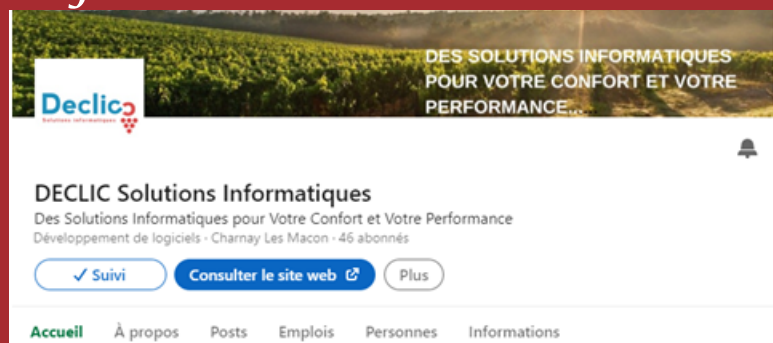 DES SOLUTIONS INFORMATIQUES
POUR VOTRE CONFORT ET VOTRE
PERFORMANCE...
Declic
Solutions informatiques
DECLIC Solutions Informatiques
Des Solutions Informatiques pour Votre Confort et Votre Performance
Développement de logiciels · Charnay Les Macon · 46 abonnés
✓ Suivi Consulter le site web Plus
Accueil À propos Posts Emplois Personnes Informations